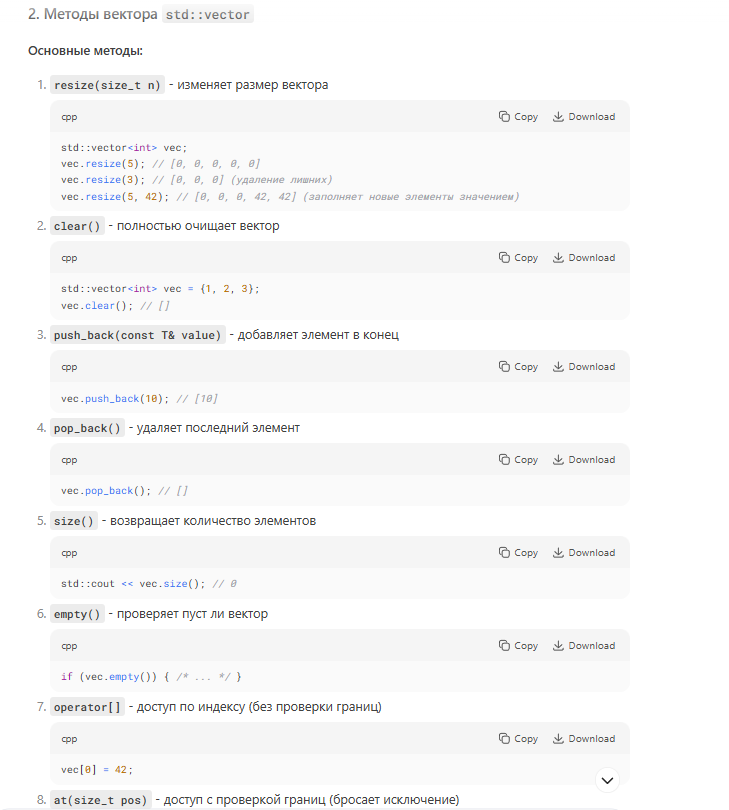 2. Методы вектора std::vector
Основные методы:
1. resize(size_t n) - изменяет размер вектора
cpp Copy Download
std::vector<int> vec;
vec.resize(5); // [0, 0, 0, 0, 0]
vec.resize(3); // [0, 0, 0] (удаление лишних)
vec.resize(5, 42); // [0, 0, 0, 42, 42] (заполняет новые элементы значением)
2. clear() - полностью очищает вектор
cpp Copy Download
std::vector<int> vec = {1, 2, 3};
vec.clear(); // []
3. push_back(const T& value) - добавляет элемент в конец
cpp Copy Download
vec.push_back(10); // [10]
4. pop_back() - удаляет последний элемент
cpp Copy Download
vec.pop_back(); // []
5. size() - возвращает количество элементов
cpp Copy Download
std::cout << vec.size(); // 0
6. empty() - проверяет пуст ли вектор
cpp Copy Download
if (vec.empty()) { /* ... */ }
7. operator[] - доступ по индексу (без проверки границ)
cpp Copy Download
vec[0] = 42;
8. at(size_t pos) - доступ с проверкой границ (бросает исключение)